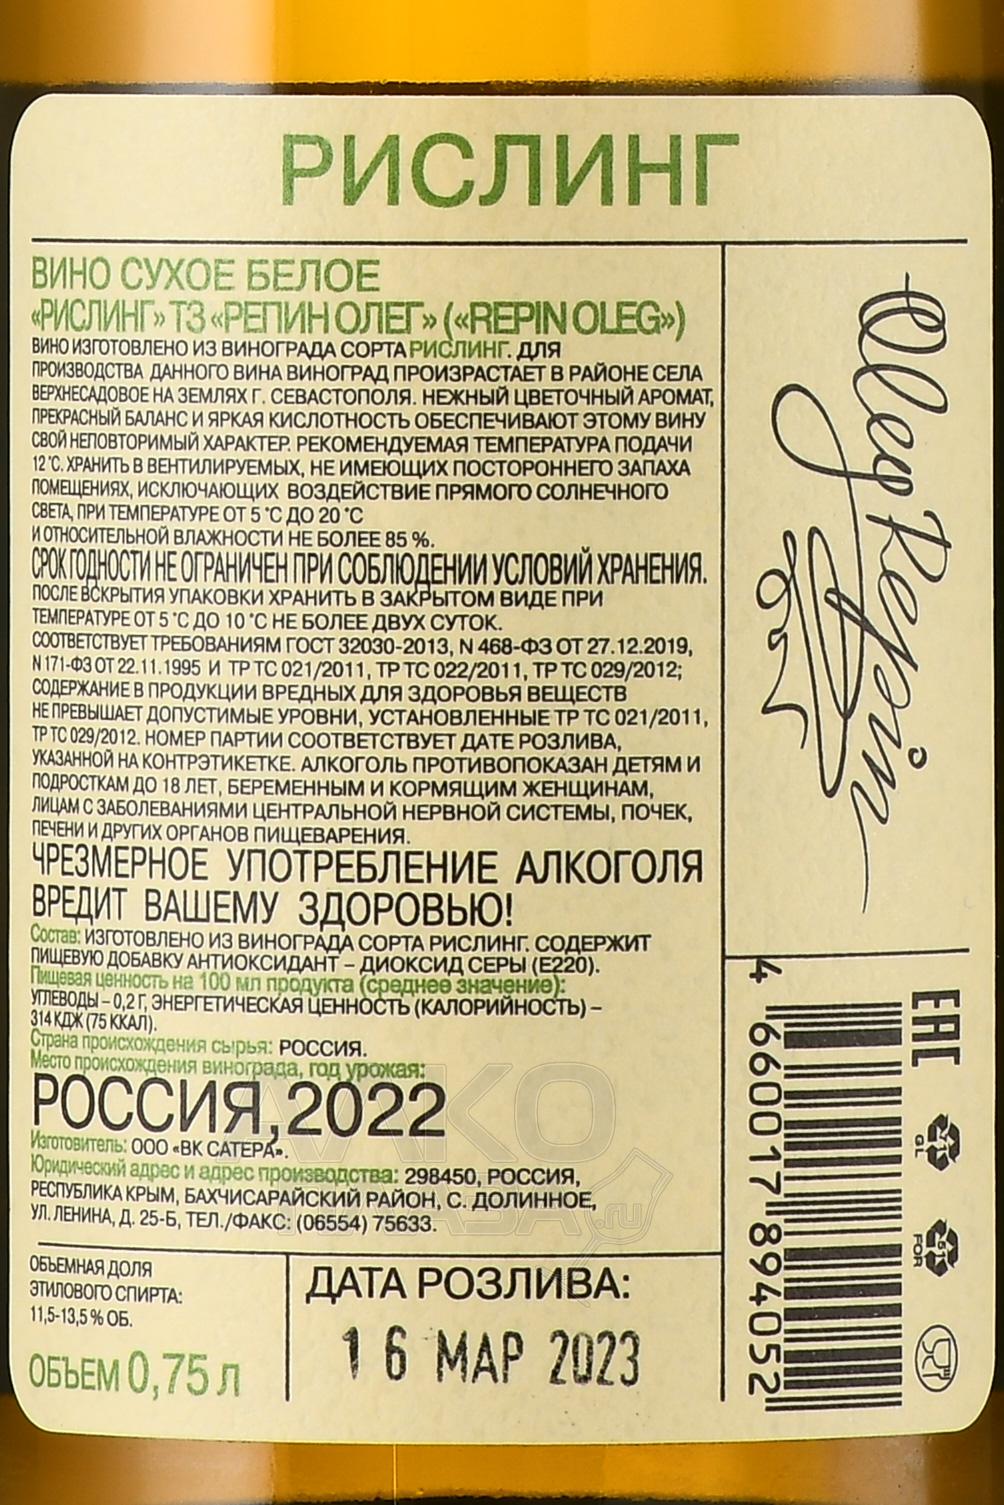 РИСЛИНГ
ВИНО СУХОЕ БЕЛОЕ
«РИСЛИНГ» ТЗ «РЕПИН ОЛЕГ» («REPIN OLEG»)
ВИНО ИЗГОТОВЛЕНО ИЗ ВИНОГРАДА СОРТА РИСЛИНГ. ДЛЯ
ПРОИЗВОДСТВА ДАННОГО ВИНА ВИНОГРАД ПРОИЗРАСТАЕТ В РАЙОНЕ СЕЛА
ВЕРХНЕСАДОВОЕ НА ЗЕМЛЯХ Г. СЕВАСТОПОЛЯ. НЕЖНЫЙ ЦВЕТОЧНЫЙ АРОМАТ,
ПРЕКРАСНЫЙ БАЛАНС И ЯРКАЯ КИСЛОТНОСТЬ ОБЕСПЕЧИВАЮТ ЭТОМУ ВИНУ
СВОЙ НЕПОВТОРИМЫЙ ХАРАКТЕР. РЕКОМЕНДУЕМАЯ ТЕМПЕРАТУРА ПОДАЧИ
12 °С. ХРАНИТЬ В ВЕНТИЛИРУЕМЫХ, НЕ ИМЕЮЩИХ ПОСТОРОННЕГО ЗАПАХА
ПОМЕЩЕНИЯХ, ИСКЛЮЧАЮЩИХ ВОЗДЕЙСТВИЕ ПРЯМОГО СОЛНЕЧНОГО
СВЕТА, ПРИ ТЕМПЕРАТУРЕ ОТ 5 °С ДО 20 °С
И ОТНОСИТЕЛЬНОЙ ВЛАЖНОСТИ НЕ БОЛЕЕ 85 %.
СРОК ГОДНОСТИ НЕ ОГРАНИЧЕН ПРИ СОБЛЮДЕНИИ УСЛОВИЙ ХРАНЕНИЯ.
ПОСЛЕ ВСКРЫТИЯ УПАКОВКИ ХРАНИТЬ В ЗАКРЫТОМ ВИДЕ ПРИ
ТЕМПЕРАТУРЕ ОТ 5 °С ДО 10 °С НЕ БОЛЕЕ ДВУХ СУТОК.
СООТВЕТСТВУЕТ ТРЕБОВАНИЯМ ГОСТ 32030-2013, N 468-ФЗ ОТ 27.12.2019,
N 171-ФЗ ОТ 22.11.1995 И ТР ТС 021/2011, ТР ТС 022/2011, ТР ТС 029/2012;
СОДЕРЖАНИЕ В ПРОДУКЦИИ ВРЕДНЫХ ДЛЯ ЗДОРОВЬЯ ВЕЩЕСТВ
НЕ ПРЕВЫШАЕТ ДОПУСТИМЫЕ УРОВНИ, УСТАНОВЛЕННЫЕ ТР ТС 021/2011,
ТР ТС 029/2012. НОМЕР ПАРТИИ СООТВЕТСТВУЕТ ДАТЕ РОЗЛИВА,
УКАЗАННОЙ НА КОНТРЭТИКЕТКЕ. АЛКОГОЛЬ ПРОТИВОПОКАЗАН ДЕТЯМ И
ПОДРОСТКАМ ДО 18 ЛЕТ, БЕРЕМЕННЫМ И КОРМЯЩИМ ЖЕНЩИНАМ,
ЛИЦАМ С ЗАБОЛЕВАНИЯМИ ЦЕНТРАЛЬНОЙ НЕРВНОЙ СИСТЕМЫ, ПОЧЕК,
ПЕЧЕНИ И ДРУГИХ ОРГАНОВ ПИЩЕВАРЕНИЯ.
ЧРЕЗМЕРНОЕ УПОТРЕБЛЕНИЕ АЛКОГОЛЯ
ВРЕДИТ ВАШЕМУ ЗДОРОВЬЮ!
Состав: ИЗГОТОВЛЕНО ИЗ ВИНОГРАДА СОРТА РИСЛИНГ. СОДЕРЖИТ
ПИЩЕВУЮ ДОБАВКУ АНТИОКСИДАНТ – ДИОКСИД СЕРЫ (Е220).
Пищевая ценность на 100 мл продукта (среднее значение):
УГЛЕВОДЫ – 0,2 Г, ЭНЕРГЕТИЧЕСКАЯ ЦЕННОСТЬ (КАЛОРИЙНОСТЬ) –
314 КДЖ (75 ККАЛ).
Страна происхождения сырья: РОССИЯ.
Место происхождения винограда, год урожая:
РОССИЯ, 2022
Изготовитель: ООО «ВК САТЕРА».
Юридический адрес и адрес производства: 298450, РОССИЯ,
РЕСПУБЛИКА КРЫМ, БАХЧИСАРАЙСКИЙ РАЙОН, С. ДОЛИННОЕ,
УЛ. ЛЕНИНА, Д. 25-Б, ТЕЛ./ФАКС: (06554) 75633.
ОБЪЕМНАЯ ДОЛЯ
ЭТИЛОВОГО СПИРТА:
11,5-13,5 % ОБ.
ОБЪЕМ 0,75 л
ДАТА РОЗЛИВА:
16 МАР 2023
Oleg Repin
4 660017 894052
EAC
71
GL
51
FOR